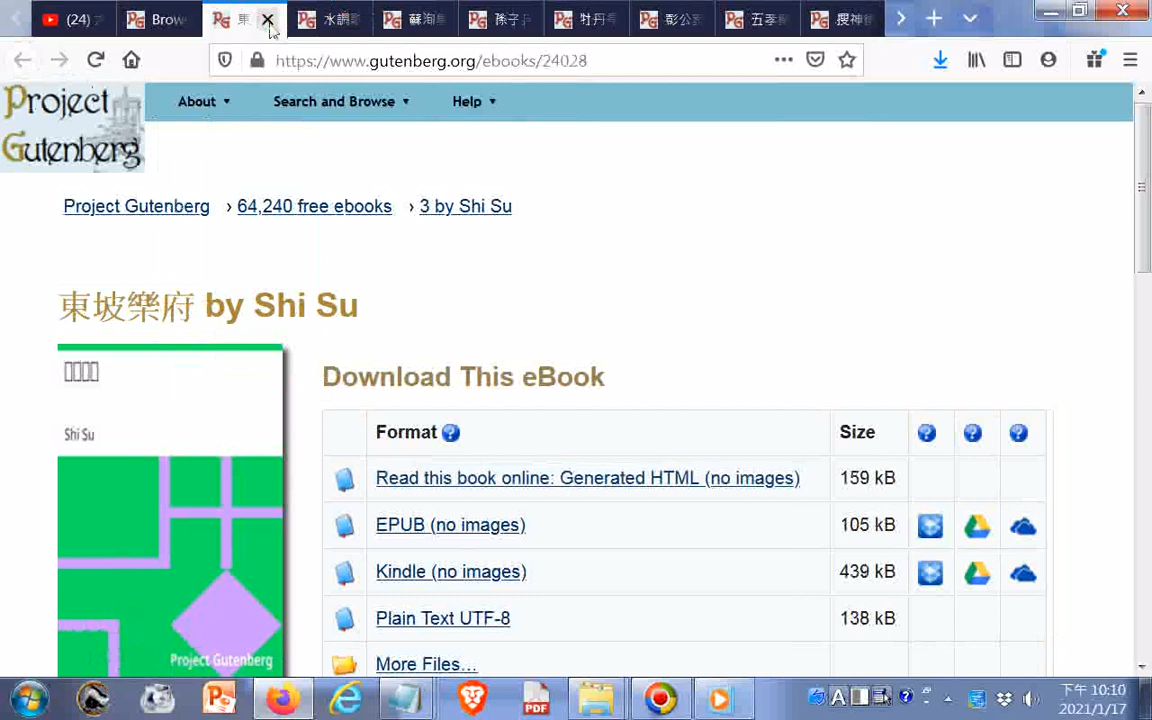 (24)
Brow
東
水調
蘇洵
孫子
牡丹
彭公
五季
搜神
https://www.gutenberg.org/ebooks/24028
Project Gutenberg
About
Search and Browse
Help
Project Gutenberg › 64,240 free ebooks › 3 by Shi Su
東坡樂府 by Shi Su
Shi Su
Project Gutenberg
Download This eBook
Format Size
Read this book online: Generated HTML (no images) 159 kB
EPUB (no images) 105 kB
Kindle (no images) 439 kB
Plain Text UTF-8 138 kB
More Files…
PDF
A
下午 10:10
2021/1/17